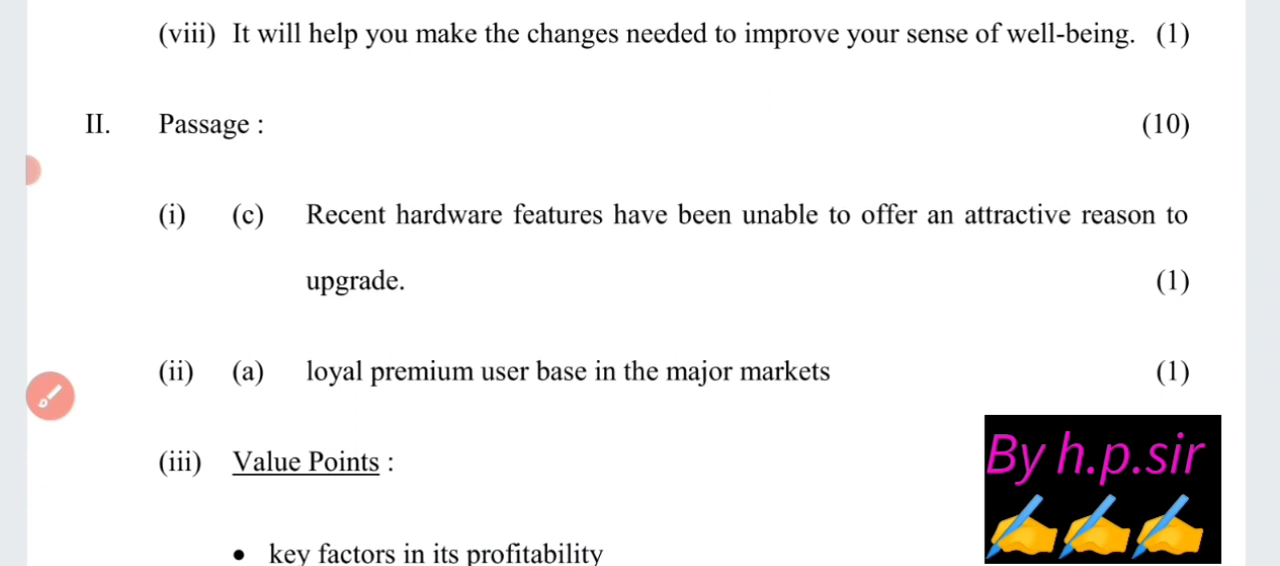 (viii) It will help you make the changes needed to improve your sense of well-being. (1)
II. Passage : (10)
(i) (c) Recent hardware features have been unable to offer an attractive reason to
upgrade. (1)
(ii) (a) loyal premium user base in the major markets (1)
(iii) Value Points :
By h.p.sir
• key factors in its profitability